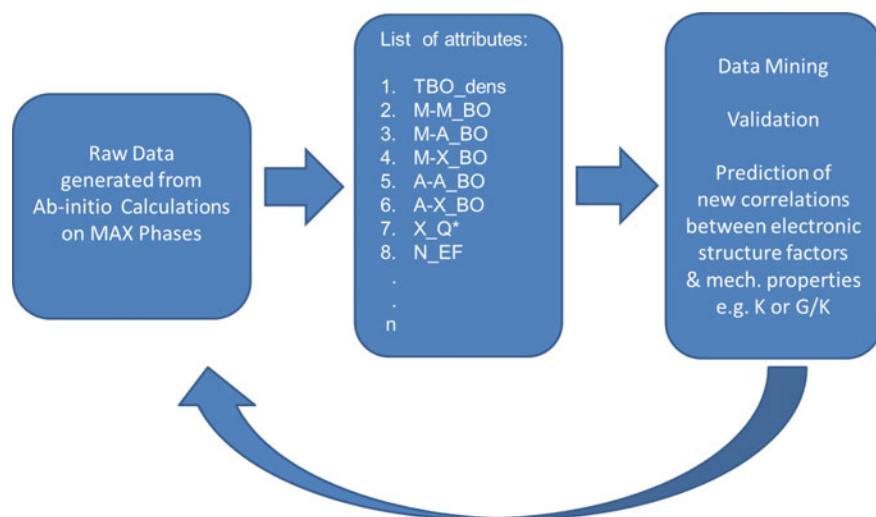 Raw Data
generated from
Ab-initio Calculations
on MAX Phases
List of attributes:
1. TBO_dens
2. M-M_BO
3. M-A_BO
4. M-X_BO
5. A-A_BO
6. A-X_BO
7. X_Q*
8. N_EF
.
.
n
Data Mining
Validation
Prediction of
new correlations
between electronic
structure factors
& mech. properties
e.g. K or G/K